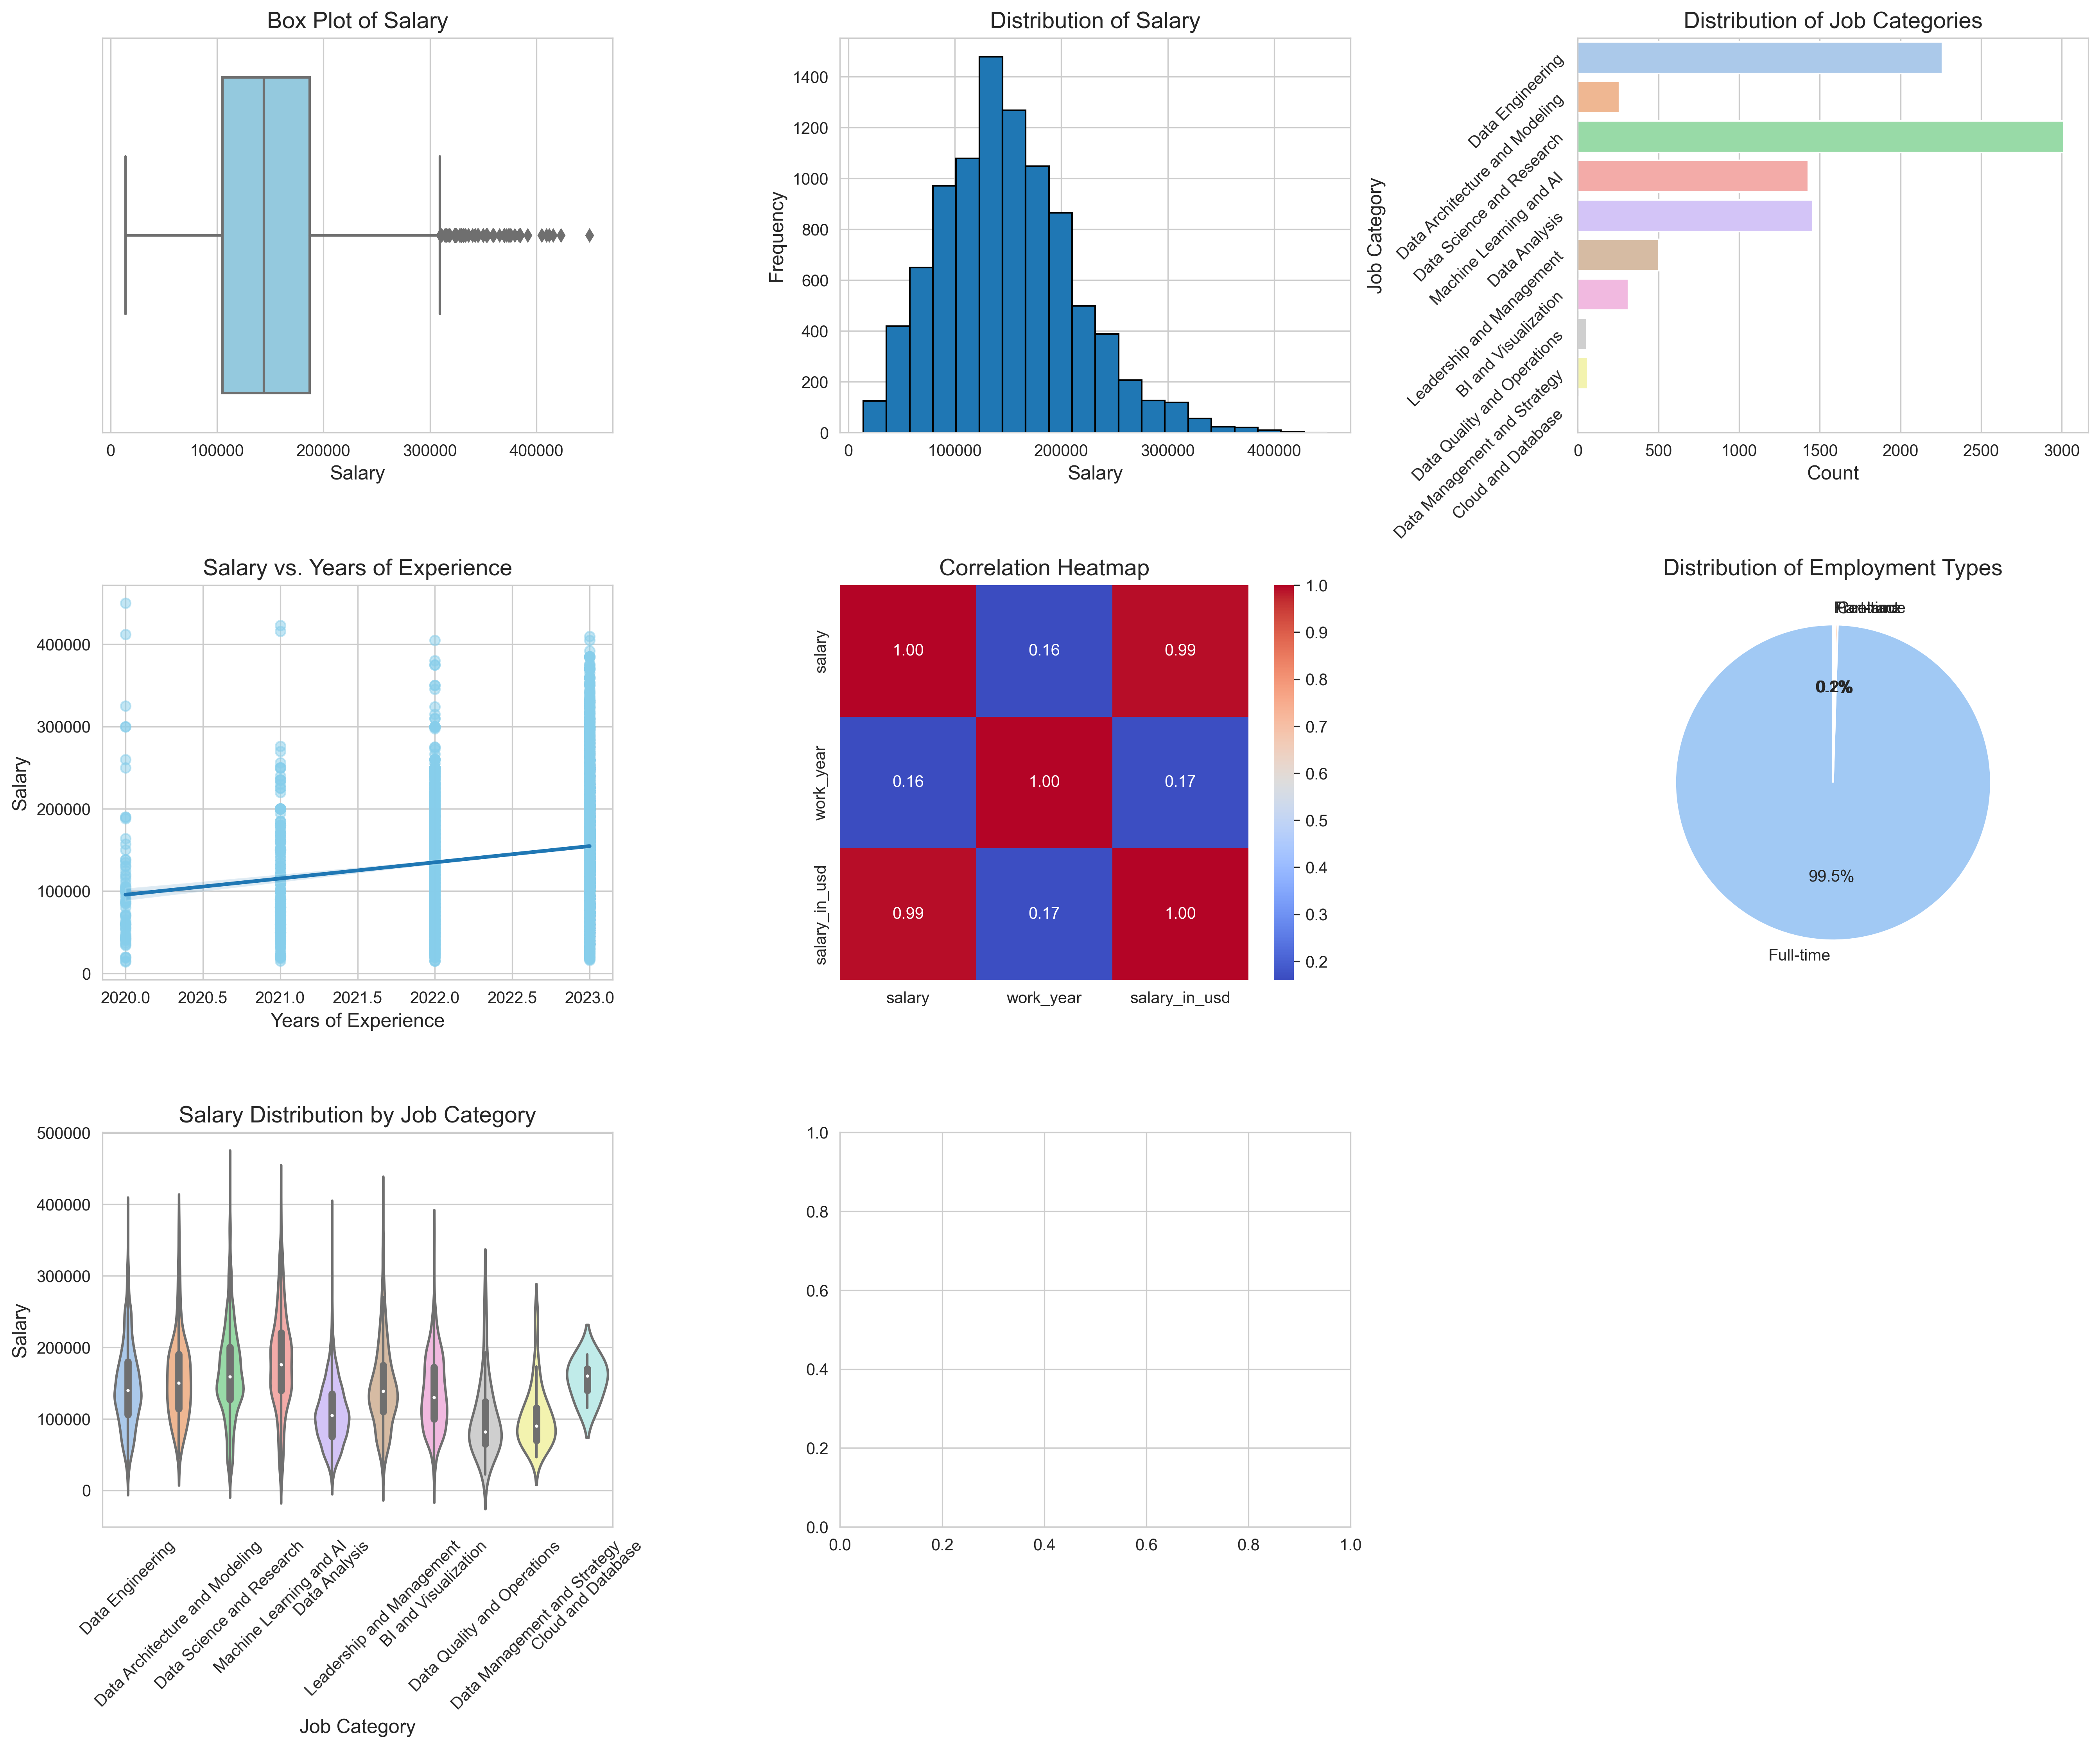 Box Plot of Salary
0
100000
200000
300000
400000
Salary
Distribution of Salary
Frequency
1400
1200
1000
800
600
400
200
0
0
100000
200000
300000
400000
Salary
Distribution of Job Categories
Job Category
Data Engineering
Data Architecture and Modeling
Data Science and Research
Machine Learning and AI
Data Analysis
Leadership and Management
BI and Visualization
Data Quality and Operations
Data Management and Strategy
Cloud and Database
0
500
1000
1500
2000
2500
3000
Count
Salary vs. Years of Experience
Salary
400000
300000
200000
100000
0
2020.0
2020.5
2021.0
2021.5
2022.0
2022.5
2023.0
Years of Experience
Correlation Heatmap
salary
work_year
salary_in_usd
1.00
0.16
0.99
0.16
1.00
0.17
0.99
0.17
1.00
salary
work_year
salary_in_usd
1.0
0.9
0.8
0.7
0.6
0.5
0.4
0.3
0.2
Distribution of Employment Types
99.5%
Full-time
Salary Distribution by Job Category
Salary
500000
400000
300000
200000
100000
0
Data Engineering
Data Architecture and Modeling
Data Science and Research
Machine Learning and AI
Data Analysis
Leadership and Management
BI and Visualization
Data Quality and Operations
Data Management and Strategy
Cloud and Database
Job Category
1.0
0.8
0.6
0.4
0.2
0.0
0.0
0.2
0.4
0.6
0.8
1.0